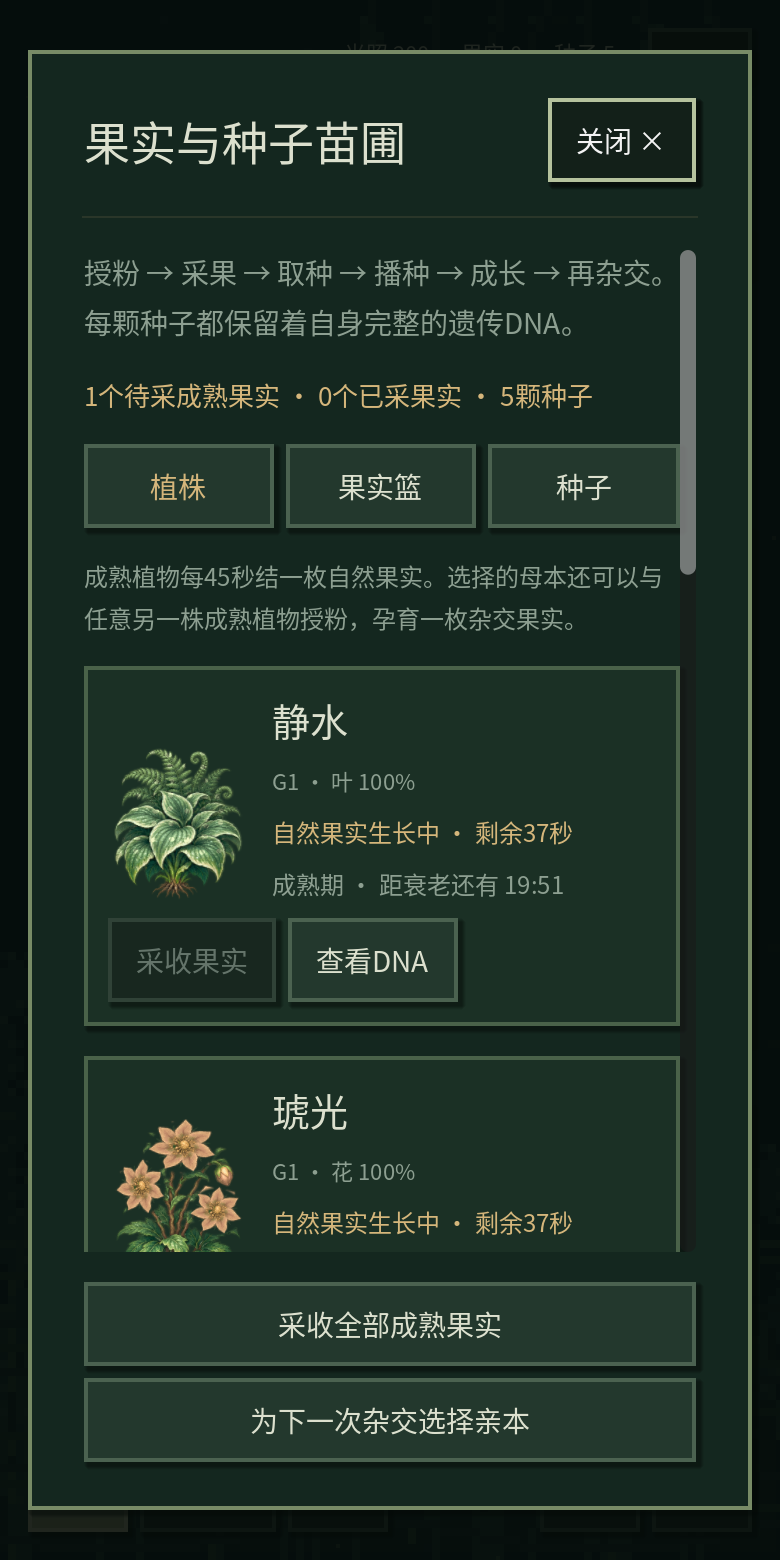 果实与种子苗圃
关闭 ×
授粉 → 采果 → 取种 → 播种 → 成长 → 再杂交。
每颗种子都保留着自身完整的遗传DNA。
1个待采成熟果实 · 0个已采果实 · 5颗种子
植株
果实篮
种子
成熟植物每45秒结一枚自然果实。选择的母本还可以与
任意另一株成熟植物授粉，孕育一枚杂交果实。
静水
G1 · 叶 100%
自然果实生长中 · 剩余37秒
成熟期 · 距衰老还有 19:51
采收果实
查看DNA
琥光
G1 · 花 100%
自然果实生长中 · 剩余37秒
采收全部成熟果实
为下一次杂交选择亲本